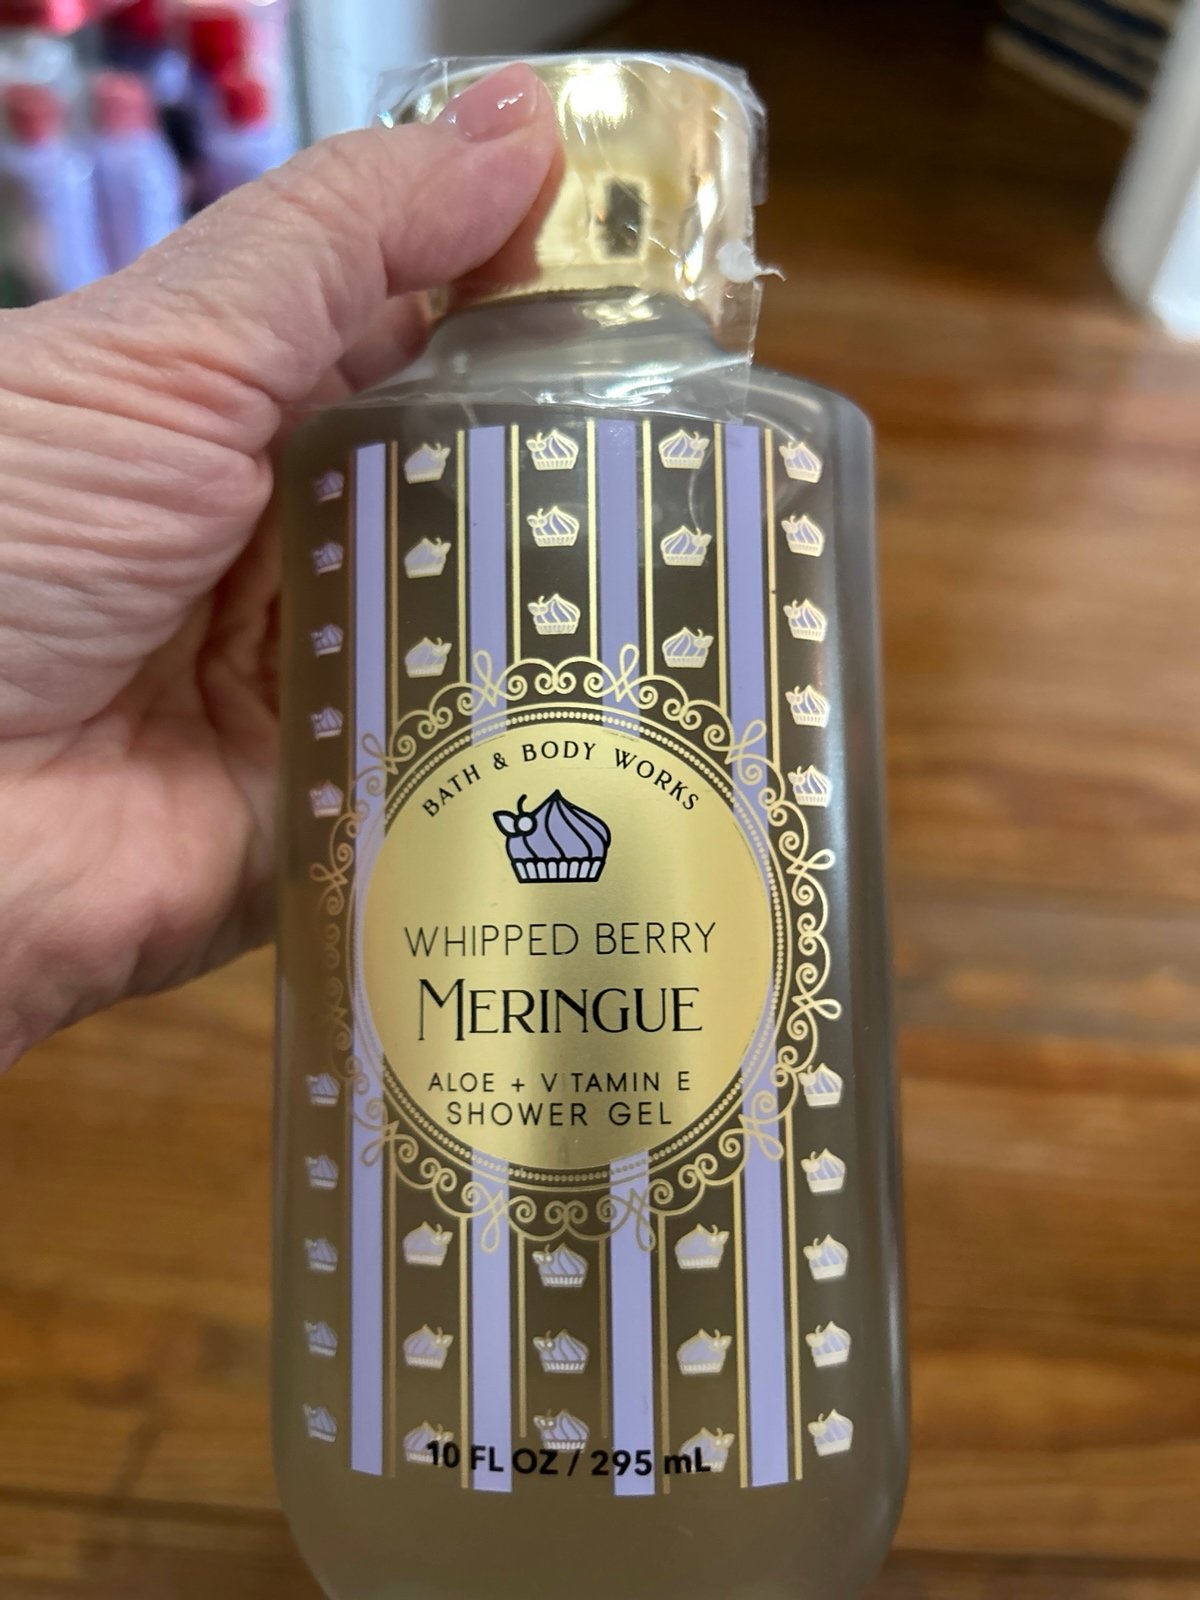 BATH & BODY WORKS
WHIPPED BERRY
MERINGUE
ALOE + VITAMIN E
SHOWER GEL
10 FL OZ / 295 mL